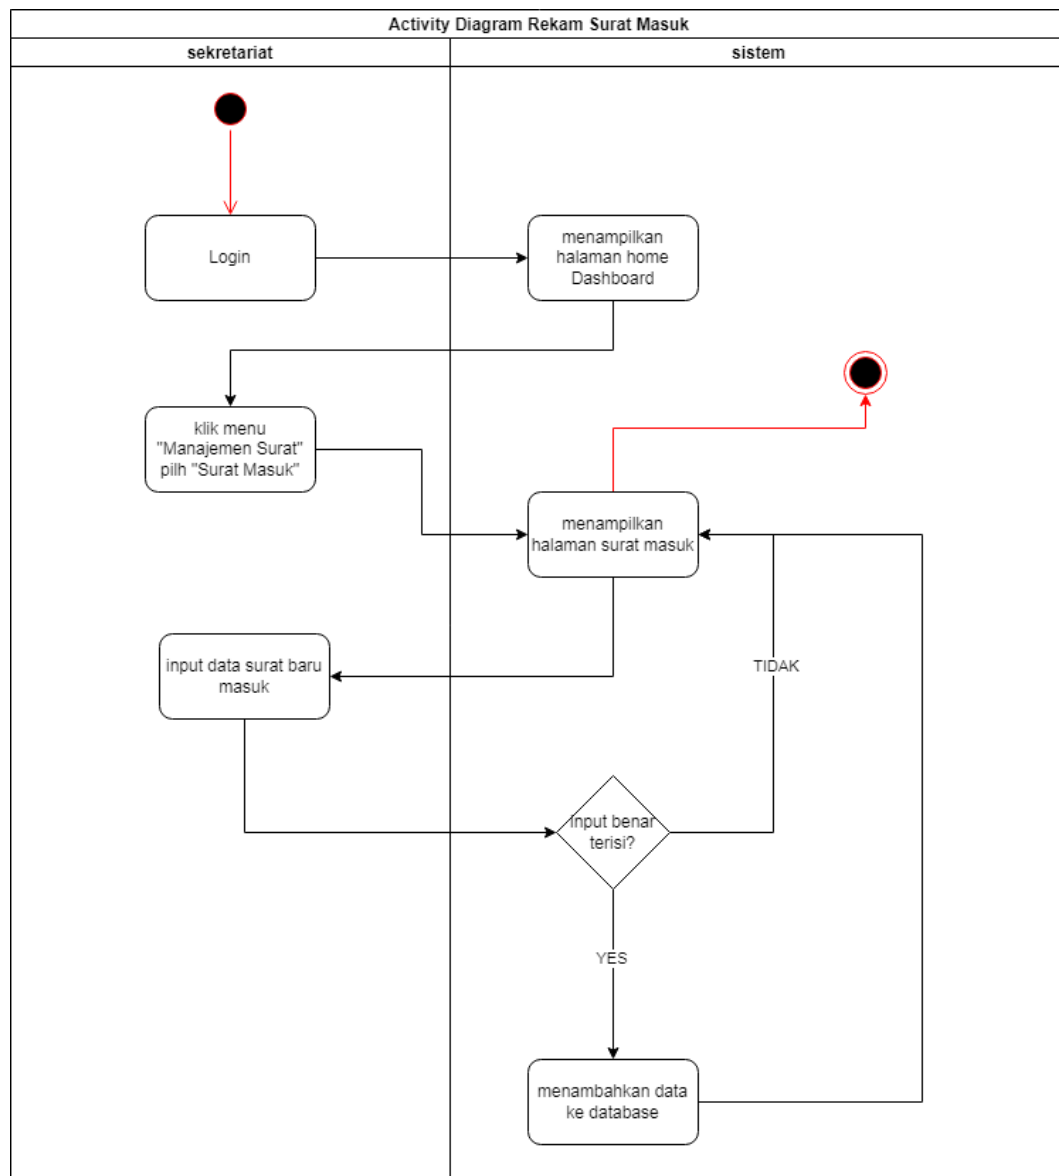 Activity Diagram Rekam Surat Masuk
sekretariat
sistem
Login
menampilkan
halaman home
Dashboard
klik menu
"Manajemen Surat"
pilh "Surat Masuk"
menampilkan
halaman surat masuk
input data surat baru
masuk
TIDAK
Input benar
terisi?
YES
menambahkan data
ke database